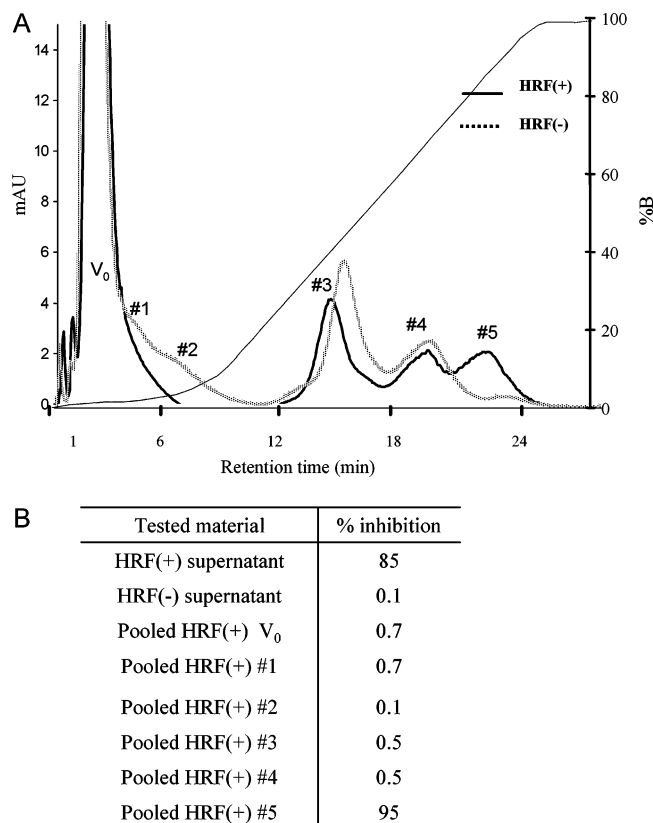 A
14
12
10
8
6
4
2
0
mAU
100
80
60
40
20
0
%B
HRF(+)
HRF(-)
V0
#1
#2
#3
#4
#5
1 6 12 18 24
Retention time (min)
B
Tested material % inhibition
HRF(+) supernatant 85
HRF(-) supernatant 0.1
Pooled HRF(+) V0 0.7
Pooled HRF(+) #1 0.7
Pooled HRF(+) #2 0.1
Pooled HRF(+) #3 0.5
Pooled HRF(+) #4 0.5
Pooled HRF(+) #5 95